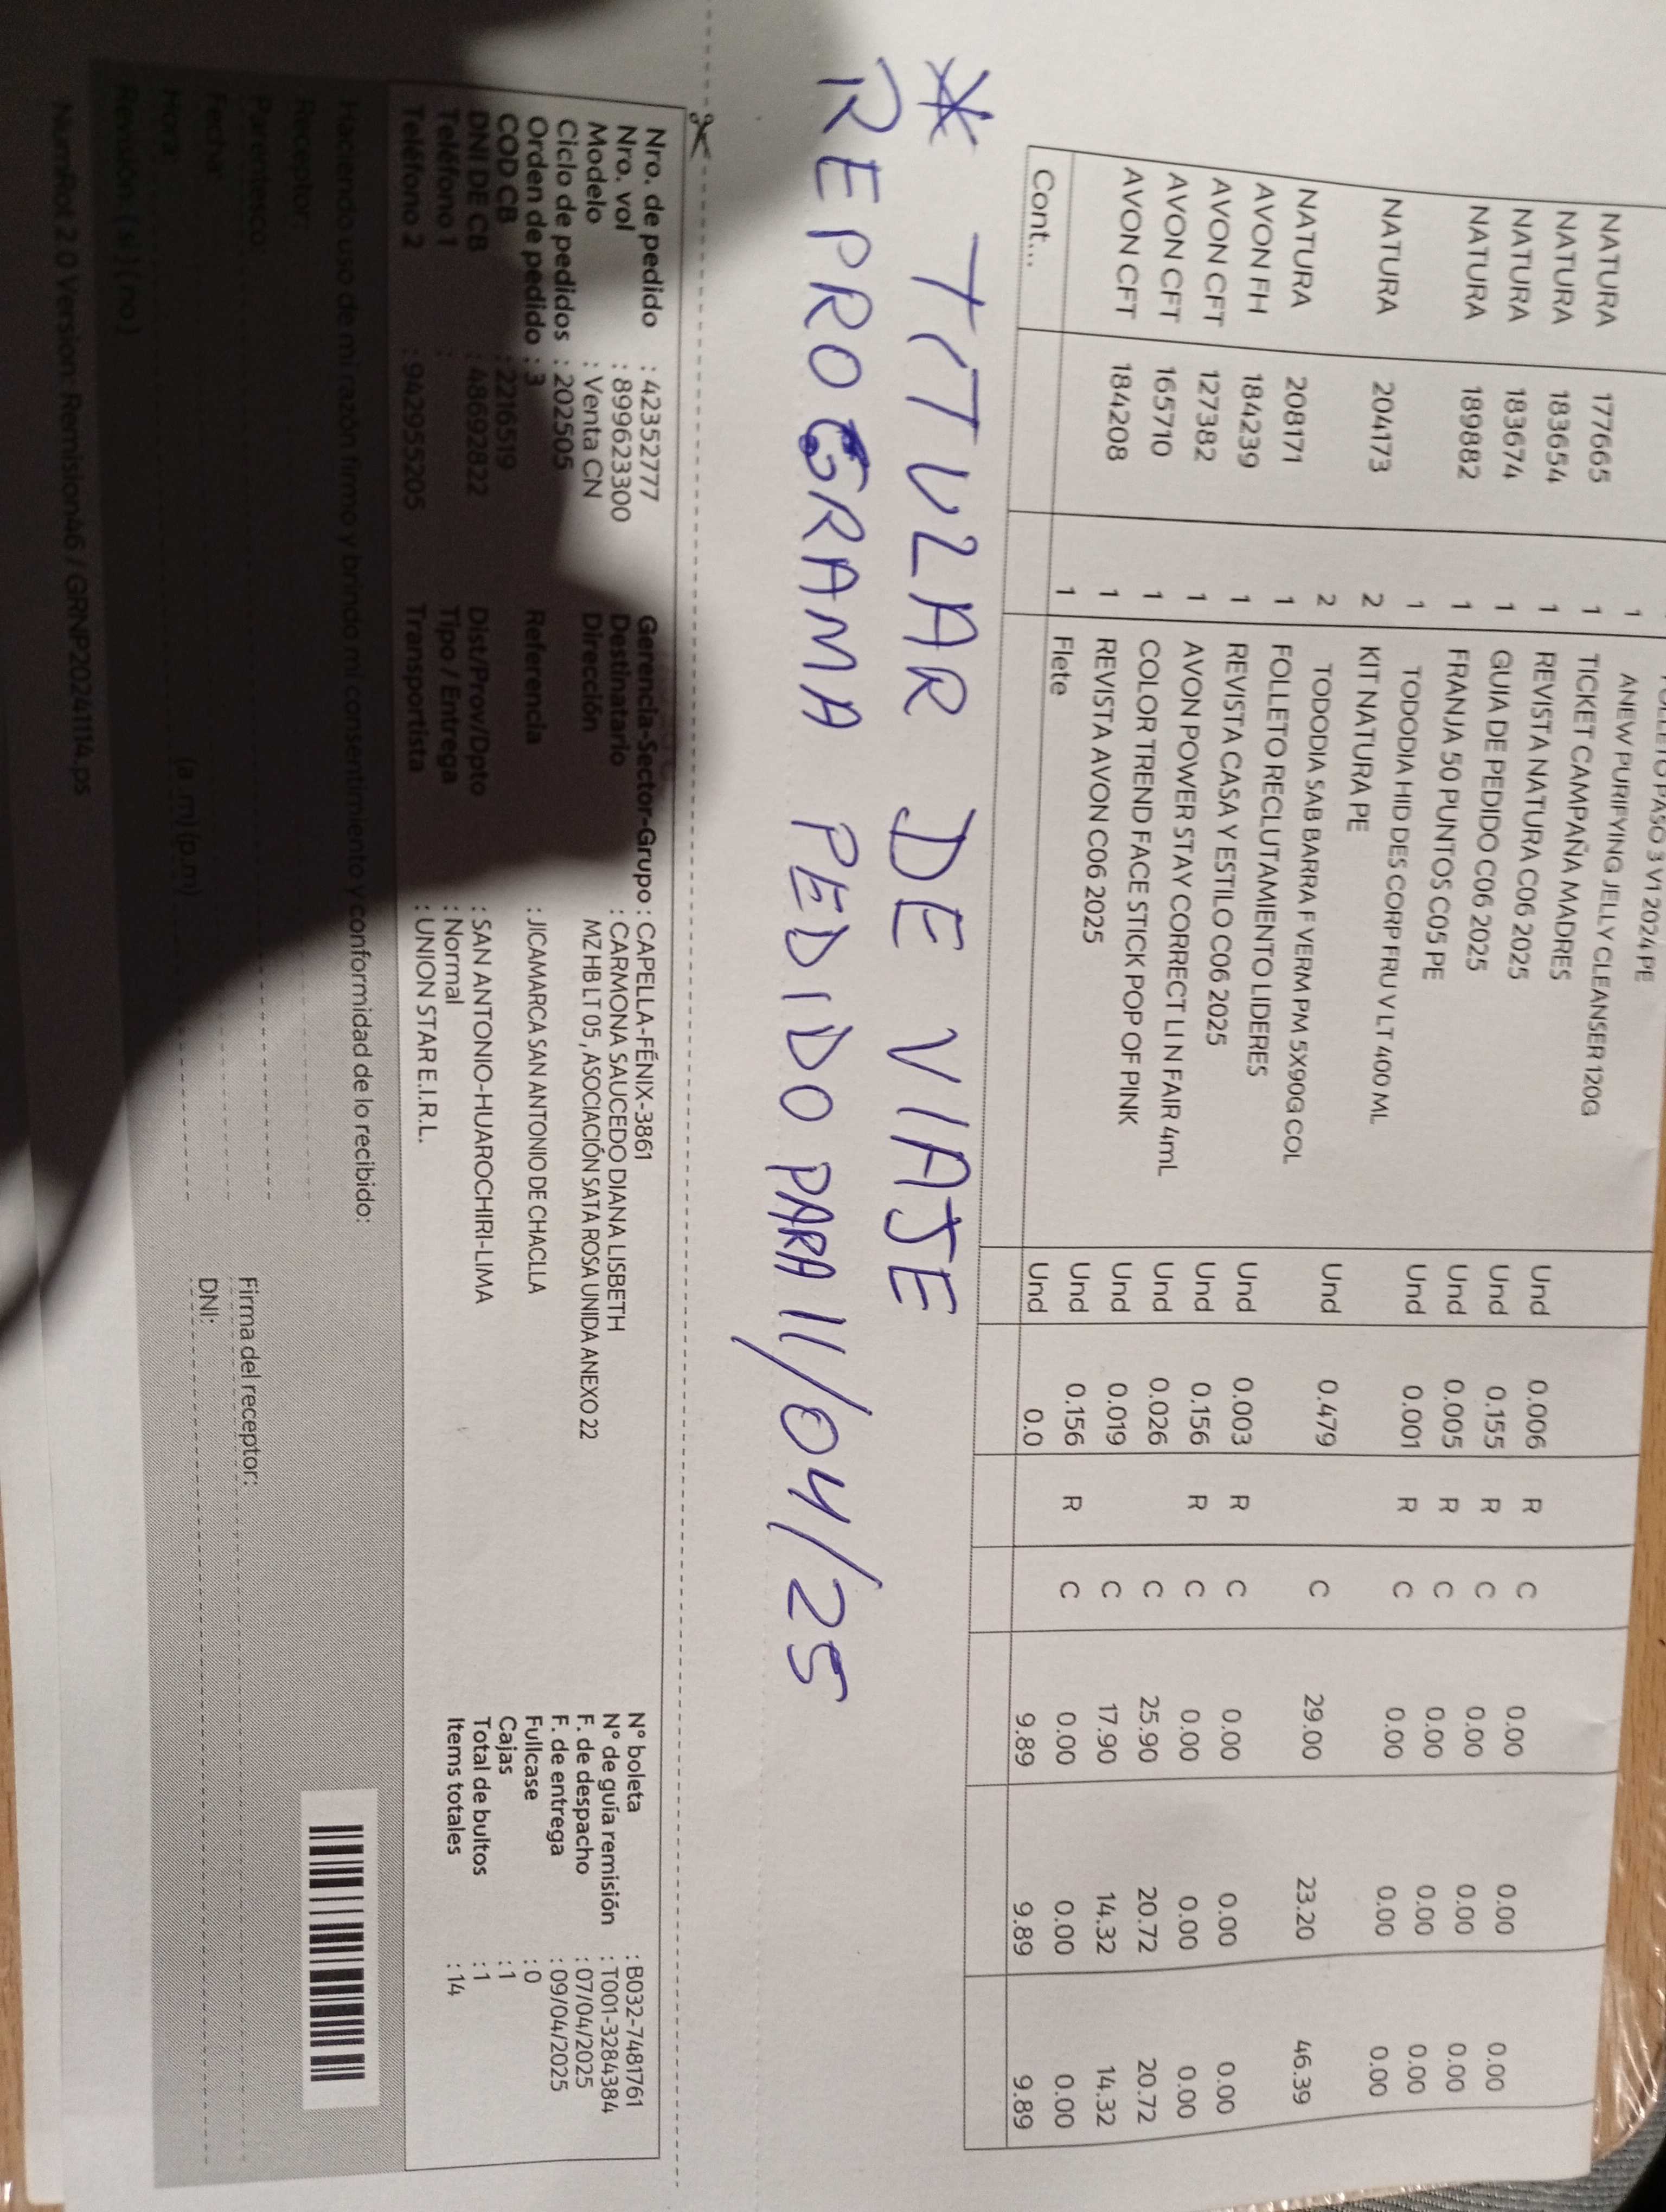 FOLLETO PASO 3 V1 2024 PE
1 ANEW PURIFYING JELLY CLEANSER 120G
NATURA 177665 1 TICKET CAMPAÑA MADRES Und 0.006 R C 0.00 0.00 0.00
NATURA 183654 1 REVISTA NATURA C06 2025 Und 0.155 R C 0.00 0.00 0.00
NATURA 183674 1 GUIA DE PEDIDO C06 2025 Und 0.005 R C 0.00 0.00 0.00
NATURA 189882 1 FRANJA 50 PUNTOS C05 PE Und 0.001 R C 0.00 0.00 0.00
1 TODODIA HID DES CORP FRU V LT 400 ML
NATURA 204173 2 KIT NATURA PE Und 0.479 C 29.00 23.20 46.39
2 TODODIA SAB BARRA F VERM PM 5X90G COL
NATURA 208171 1 FOLLETO RECLUTAMIENTO LIDERES Und 0.003 R C 0.00 0.00 0.00
AVON FH 184239 1 REVISTA CASA Y ESTILO C06 2025 Und 0.156 R C 0.00 0.00 0.00
AVON CFT 127382 1 AVON POWER STAY CORRECT LI N FAIR 4mL Und 0.026 C 25.90 20.72 20.72
AVON CFT 165710 1 COLOR TREND FACE STICK POP OF PINK Und 0.019 C 17.90 14.32 14.32
AVON CFT 184208 1 REVISTA AVON C06 2025 Und 0.156 R C 0.00 0.00 0.00
1 Flete Und 0.0 9.89 9.89 9.89
Cont...
* TITULAR DE VIAJE
REPROGRAMA PEDIDO PARA 11/04/25
Nro. de pedido : 42352777 Gerencia-Sector-Grupo : CAPELLA-FÉNIX-3861 N° boleta : B032-7481761
Nro. vol : 899623300 Destinatario : CARMONA SAUCEDO DIANA LISBETH N° de guía remisión : T001-3284384
Modelo : Venta CN Dirección MZ HB LT 05 , ASOCIACIÓN SATA ROSA UNIDA ANEXO 22 F. de despacho : 07/04/2025
Ciclo de pedidos : 202505 F. de entrega : 09/04/2025
Orden de pedido : 3 Referencia : JICAMARCA SAN ANTONIO DE CHACLLA Fullcase : 0
COD CB : 2216519 Cajas : 1
DNI DE CB : 48692822 Dist/Prov/Dpto : SAN ANTONIO-HUAROCHIRI-LIMA Total de bultos : 1
Teléfono 1 : Tipo / Entrega : Normal Items totales : 14
Teléfono 2 : 942955205 Transportista : UNION STAR E.I.R.L.
Haciendo uso de mi razón firmo y brindo mi consentimiento y conformidad de lo recibido:
Receptor:
Parentesco:
Fecha: Firma del receptor:
Hora: (a .m) (p.m) DNI:
Revisión: ( si ) ( no )
NumRot 2.0 Version: Remision46 / GRNP20241114.ps